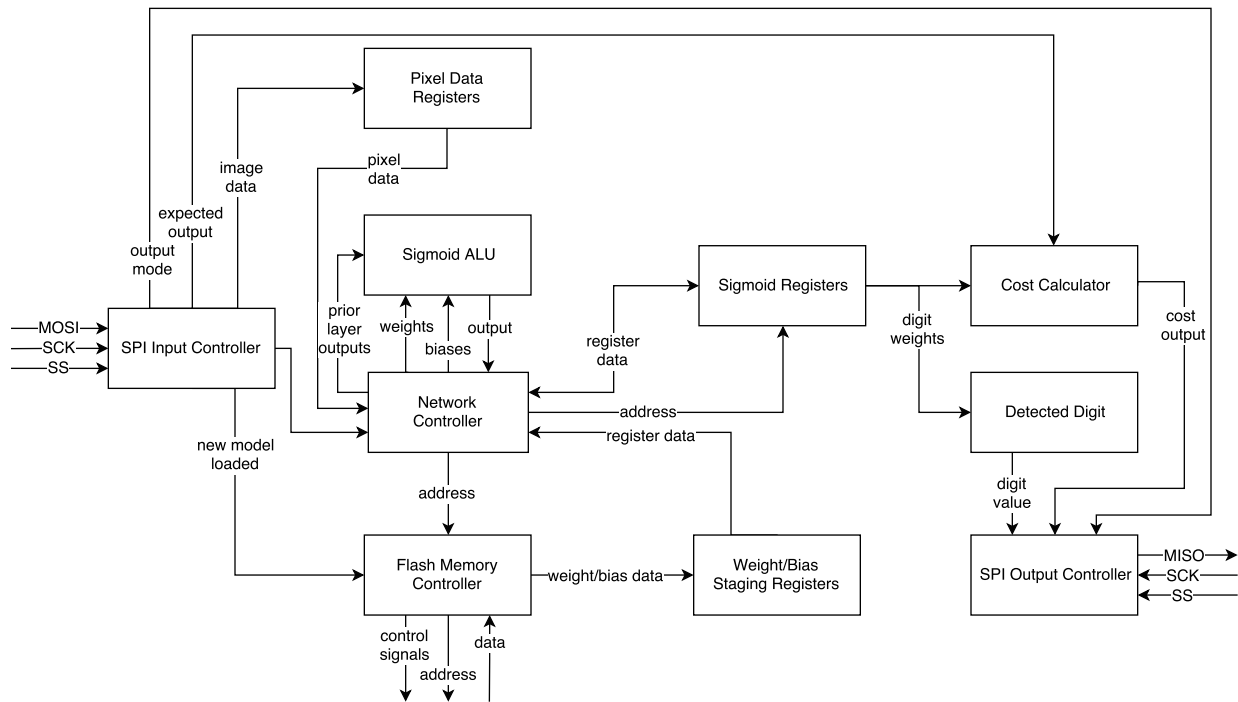 Pixel Data
Registers
image
data
pixel
data
expected
output
output
mode
Sigmoid ALU
prior
layer
outputs
weights
biases
output
Sigmoid Registers
Cost Calculator
MOSI
SCK
SS
SPI Input Controller
register
data
digit
weights
cost
output
Network
Controller
address
register data
Detected Digit
new model
loaded
address
digit
value
Flash Memory
Controller
weight/bias data
Weight/Bias
Staging Registers
SPI Output Controller
MISO
SCK
SS
control
signals
address
data